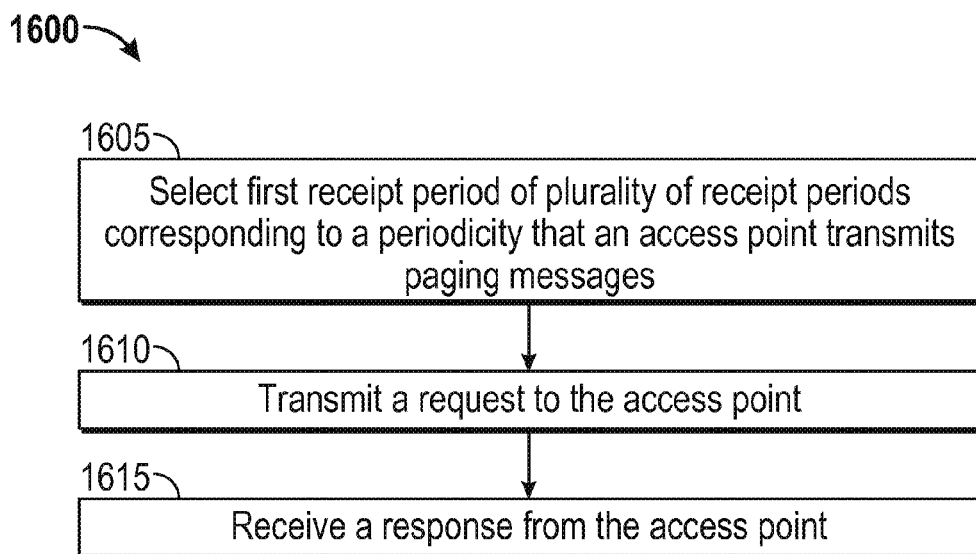 1600
1605
Select first receipt period of plurality of receipt periods
corresponding to a periodicity that an access point transmits
paging messages
1610
Transmit a request to the access point
1615
Receive a response from the access point